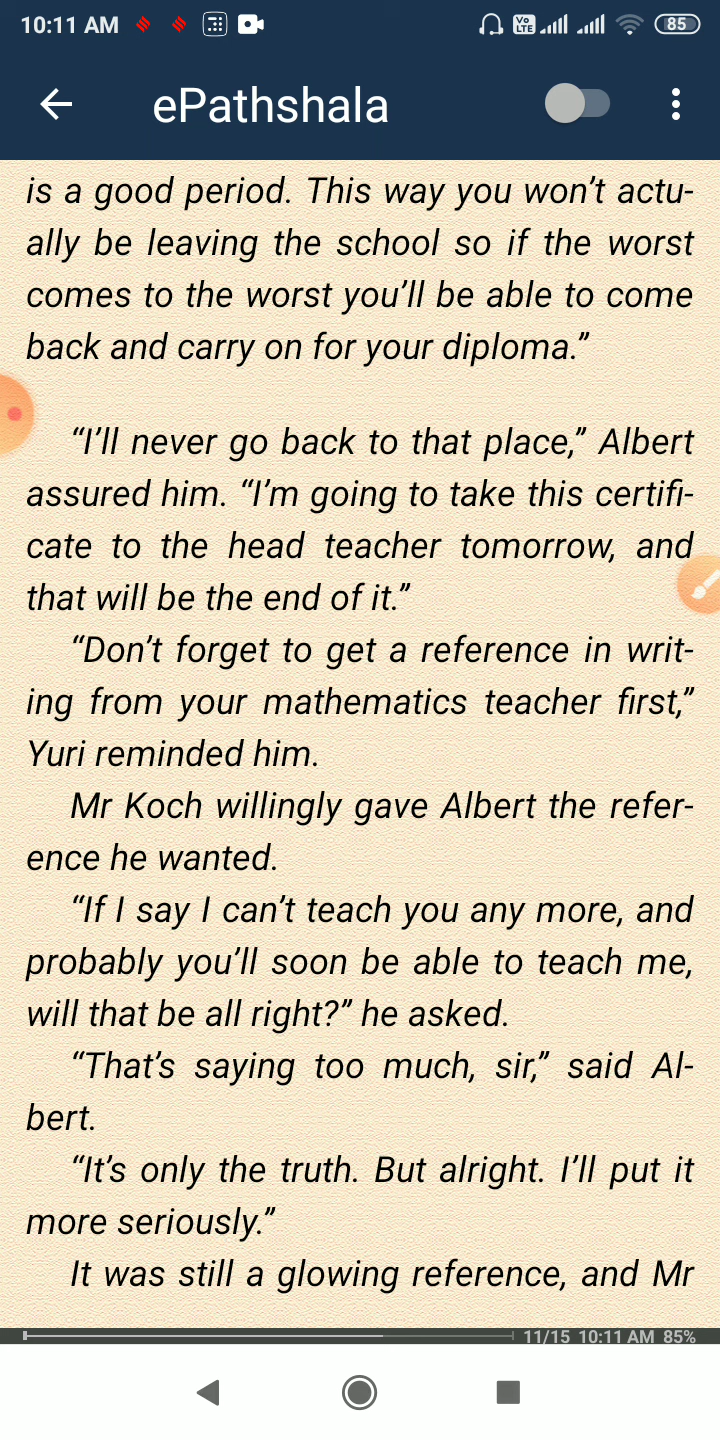 10:11 AM Vo LTE 85
ePathshala
is a good period. This way you won’t actu-
ally be leaving the school so if the worst
comes to the worst you’ll be able to come
back and carry on for your diploma.”
“I’ll never go back to that place,” Albert
assured him. “I’m going to take this certifi-
cate to the head teacher tomorrow, and
that will be the end of it.”
“Don’t forget to get a reference in writ-
ing from your mathematics teacher first,”
Yuri reminded him.
Mr Koch willingly gave Albert the refer-
ence he wanted.
“If I say I can’t teach you any more, and
probably you’ll soon be able to teach me,
will that be all right?” he asked.
“That’s saying too much, sir,” said Al-
bert.
“It’s only the truth. But alright. I’ll put it
more seriously.”
It was still a glowing reference, and Mr
11/15 10:11 AM 85%